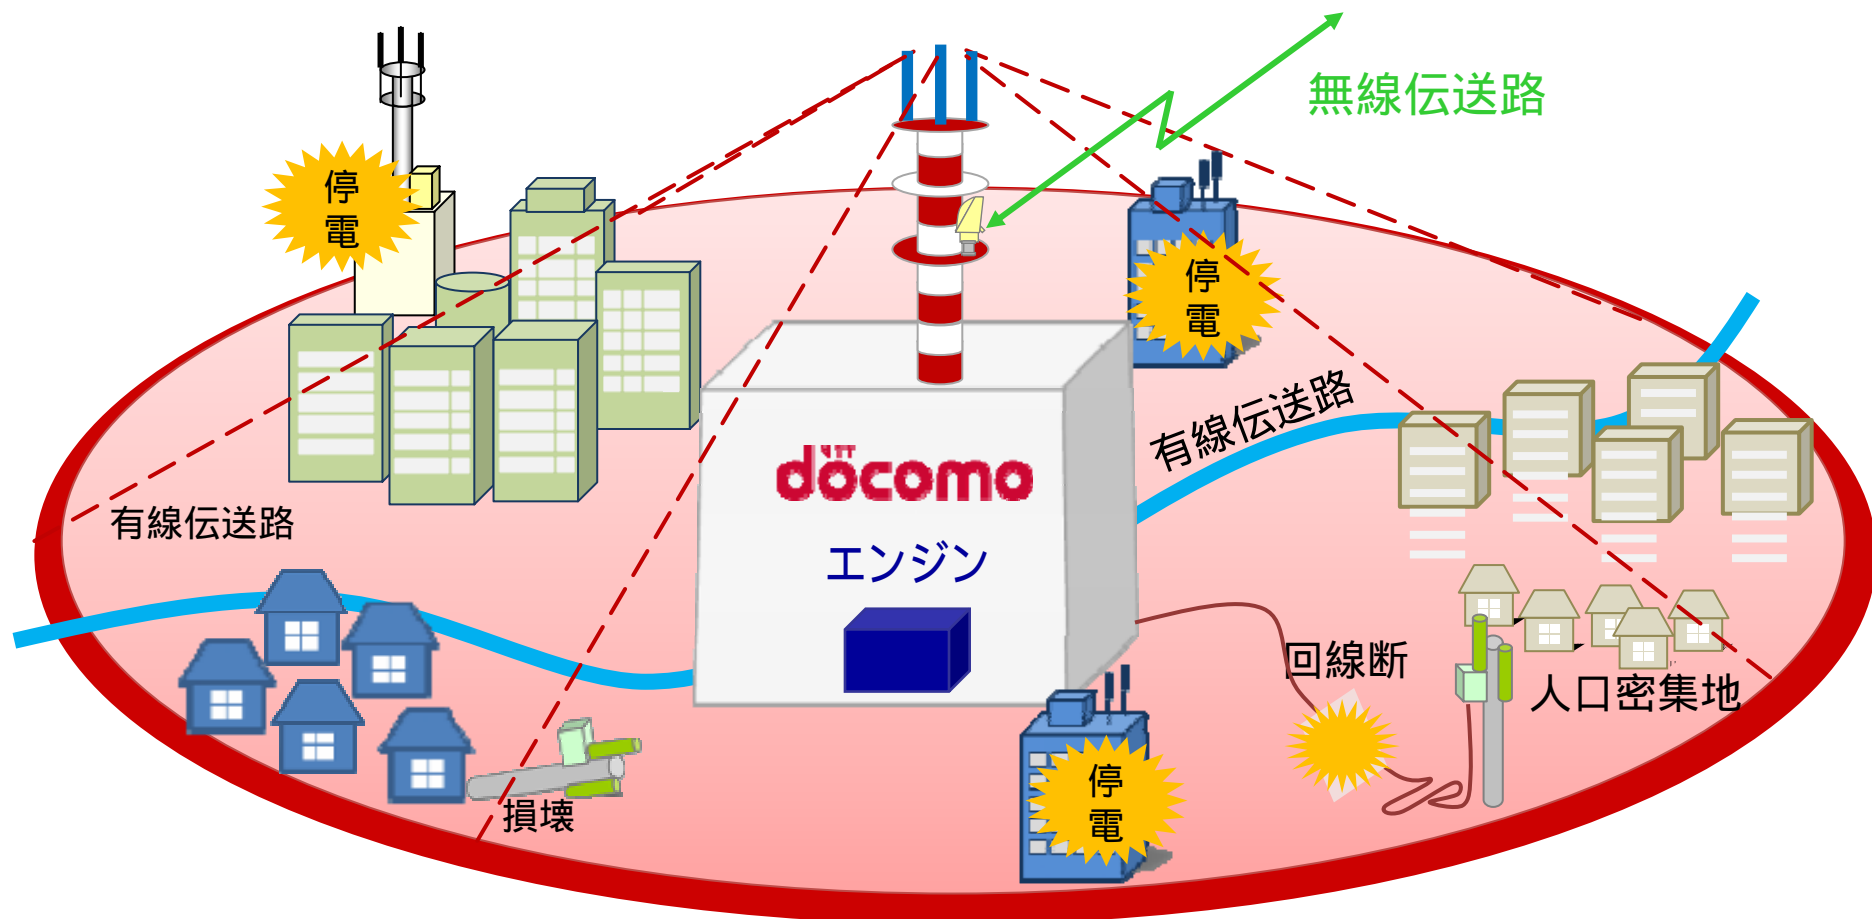 無線伝送路
停
電
停
電
有線伝送路
döcomo
有線伝送路
エンジン
回線断
人口密集地
停
電
損壊